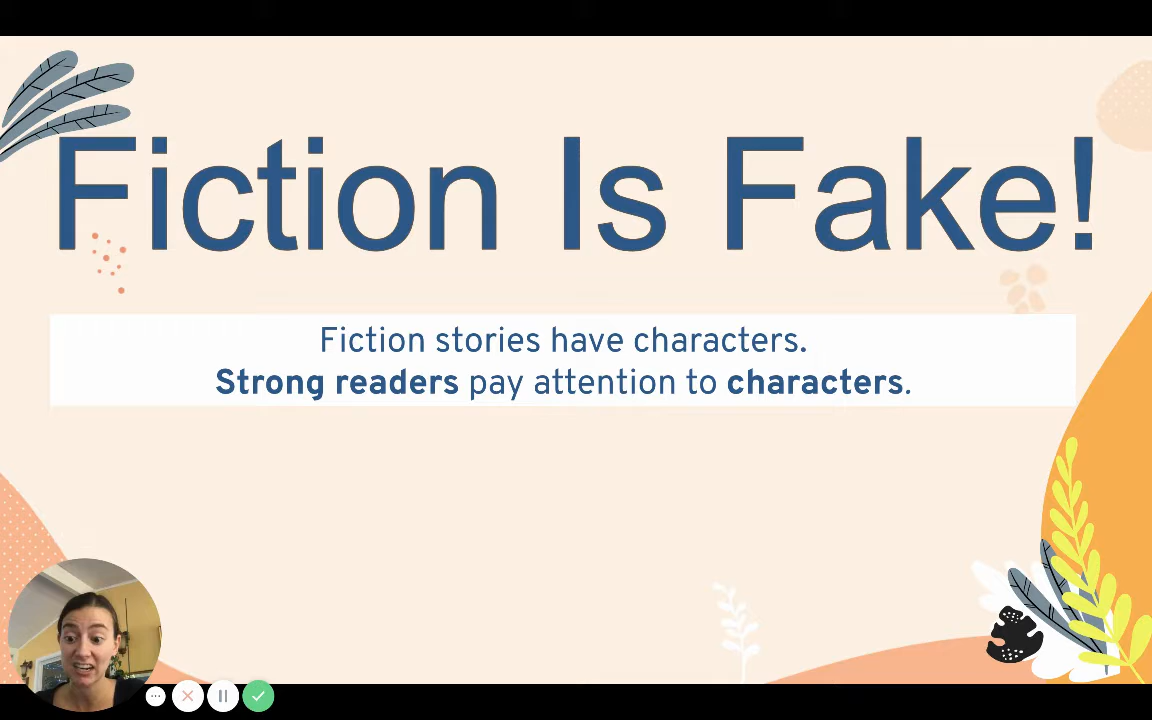 Fiction Is Fake!
Fiction stories have characters.
Strong readers pay attention to characters.